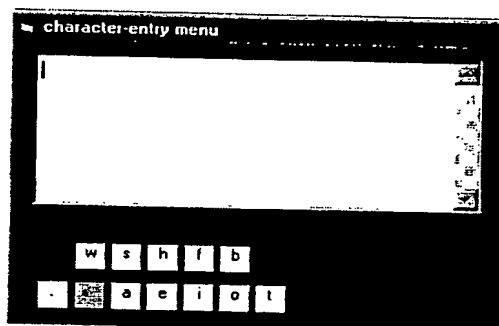 character-entry menu
w s h f b
. a e i o t